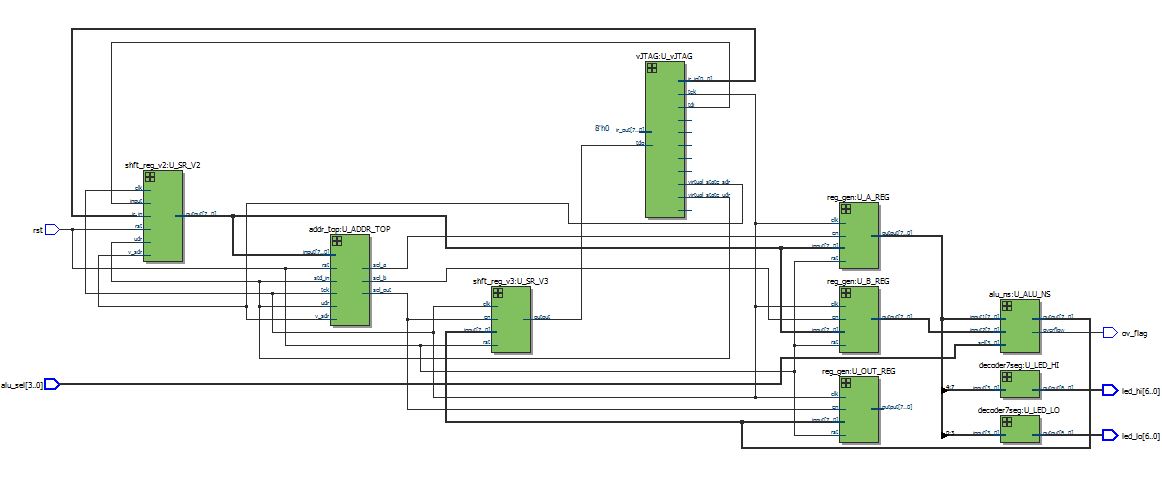 vJTAG:U_vJTAG
ir_in[0..0]
tck
tdi
8'h0 ir_out[7..0]
tdo
virtual_state_sdr
virtual_state_udr
shft_reg_v2:U_SR_V2
clk
input
ir_in
rst
udr
v_sdr
output[7..0]
rst
addr_top:U_ADDR_TOP
input[7..0]
rst
std_in
tck
udr
v_sdr
sel_a
sel_b
sel_out
shft_reg_v3:U_SR_V3
clk
en
input[7..0]
rst
output
reg_gen:U_A_REG
clk
en
input[7..0]
rst
output[7..0]
reg_gen:U_B_REG
clk
en
input[7..0]
rst
output[7..0]
reg_gen:U_OUT_REG
clk
en
input[7..0]
rst
output[7..0]
alu_ns:U_ALU_NS
input1[7..0]
input2[7..0]
sel[3..0]
output[7..0]
overflow
ov_flag
decoder7seg:U_LED_HI
4:7
input[3..0]
output[6..0]
led_hi[6..0]
decoder7seg:U_LED_LO
0:3
input[3..0]
output[6..0]
led_lo[6..0]
alu_sel[3..0]